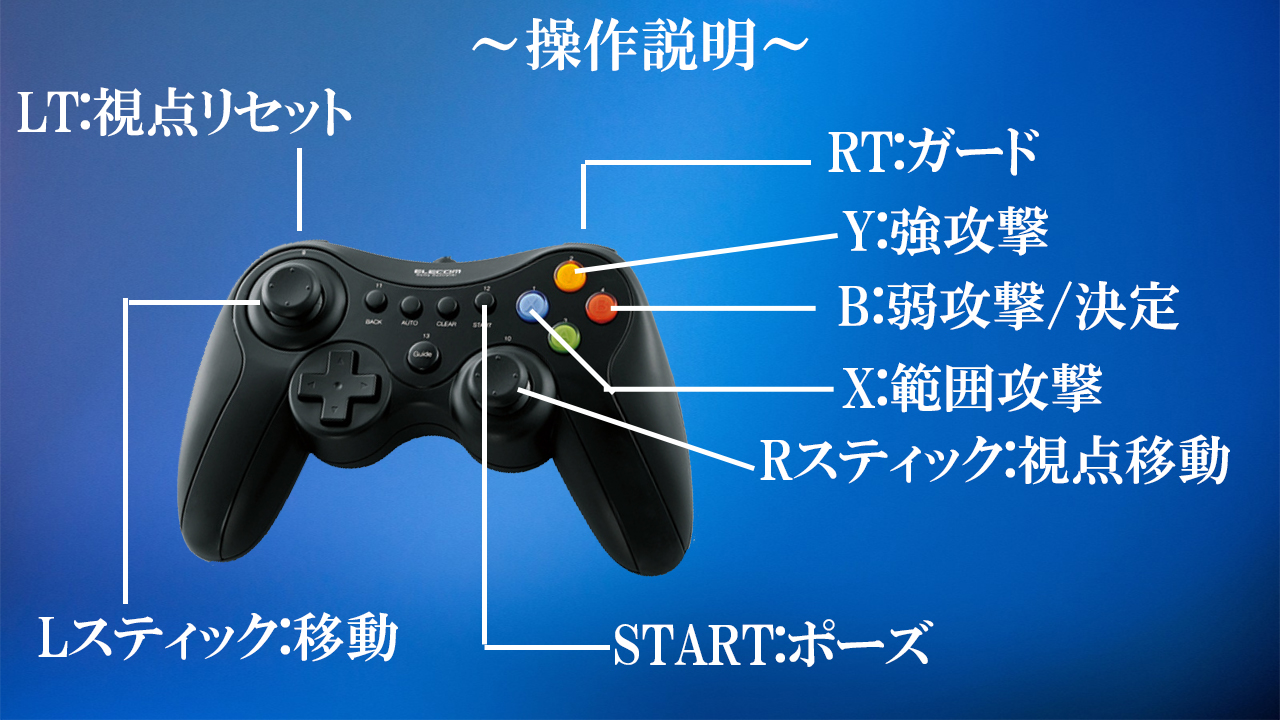 ～操作説明～
LT:視点リセット
RT:ガード
Y:強攻撃
B:弱攻撃/決定
X:範囲攻撃
Rスティック:視点移動
Lスティック:移動
START:ポーズ
ELECOM
11
12
BACK
AUTO
CLEAR
START
13
Guide
10
2
1
4
3